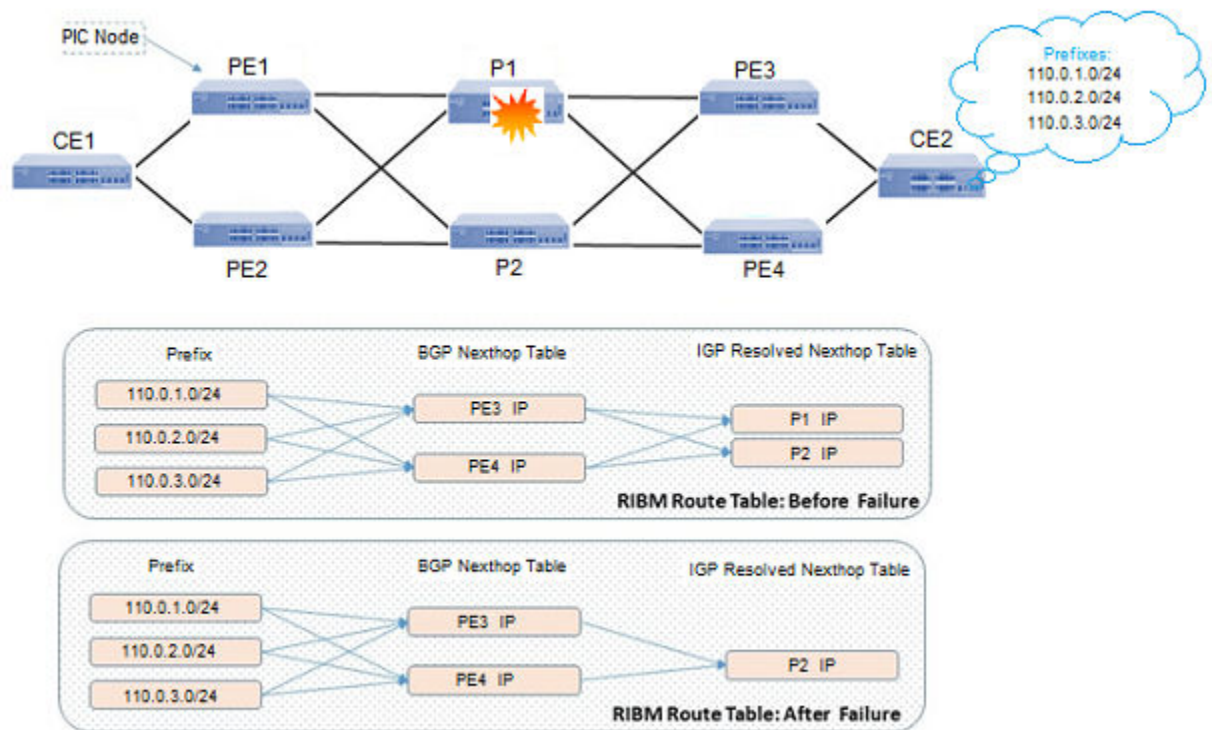 PIC Node
PE1
P1
PE3
Prefixes:
110.0.1.0/24
110.0.2.0/24
110.0.3.0/24
CE1
CE2
PE2
P2
PE4
Prefix
BGP Nexthop Table
IGP Resolved Nexthop Table
110.0.1.0/24
110.0.2.0/24
110.0.3.0/24
PE3 IP
PE4 IP
P1 IP
P2 IP
RIBM Route Table: Before Failure
Prefix
BGP Nexthop Table
IGP Resolved Nexthop Table
110.0.1.0/24
110.0.2.0/24
110.0.3.0/24
PE3 IP
PE4 IP
P2 IP
RIBM Route Table: After Failure